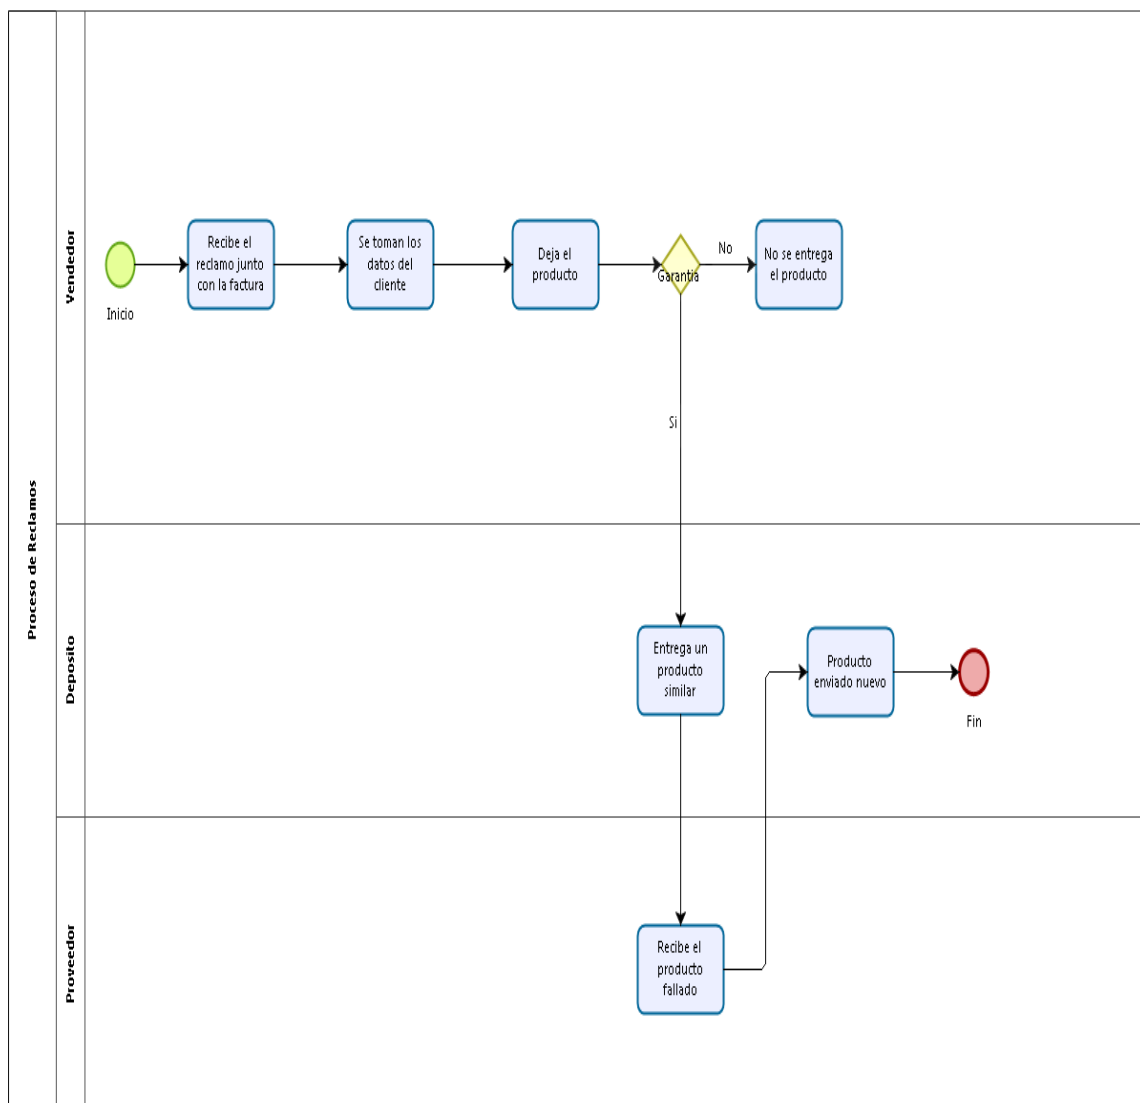 Proceso de Reclamos
Vendedor
Inicio
Recibe el
reclamo junto
con la factura
Se toman los
datos del
cliente
Deja el
producto
Garantia
No
No se entrega
el producto
Si
Deposito
Entrega un
producto
similar
Producto
enviado nuevo
Fin
Proveedor
Recibe el
producto
fallado